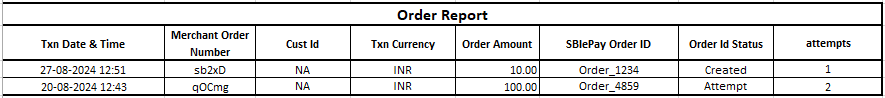 Order Report
Txn Date & Time Merchant Order Number Cust Id Txn Currency Order Amount SBIePay Order ID Order Id Status attempts
27-08-2024 12:51 sb2xD NA INR 10.00 Order_1234 Created 1
20-08-2024 12:43 qOCmg NA INR 100.00 Order_4859 Attempt 2